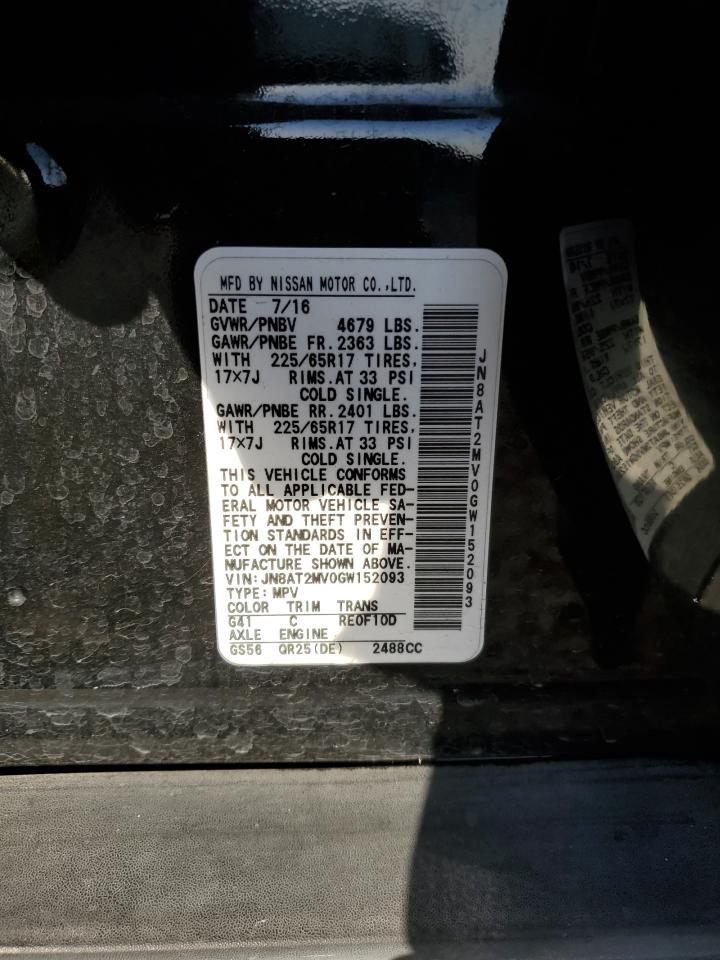 MFD BY NISSAN MOTOR CO.,LTD.
DATE 7/16
GVWR/PNBV 4679 LBS.
GAWR/PNBE FR. 2363 LBS.
WITH 225/65R17 TIRES,
17×7J RIMS.AT 33 PSI
COLD SINGLE.
GAWR/PNBE RR. 2401 LBS.
WITH 225/65R17 TIRES,
17×7J RIMS.AT 33 PSI
COLD SINGLE.
THIS VEHICLE CONFORMS
TO ALL APPLICABLE FED-
ERAL MOTOR VEHICLE SA-
FETY AND THEFT PREVEN-
TION STANDARDS IN EFF-
ECT ON THE DATE OF MA-
NUFACTURE SHOWN ABOVE.
VIN:JN8AT2MV0GW152093
TYPE:MPV
COLOR TRIM TRANS
G41 C RE0F10D
AXLE ENGINE
GS56 QR25(DE) 2488CC
JN8AT2MV0GW152093